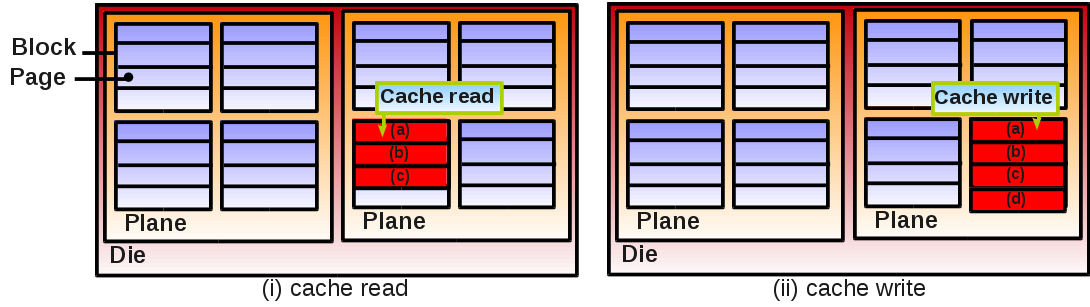 Block
Page
Cache read
(a)
(b)
(c)
Plane
Plane
Die
(i) cache read
Cache write
(a)
(b)
(c)
(d)
Plane
Plane
Die
(ii) cache write